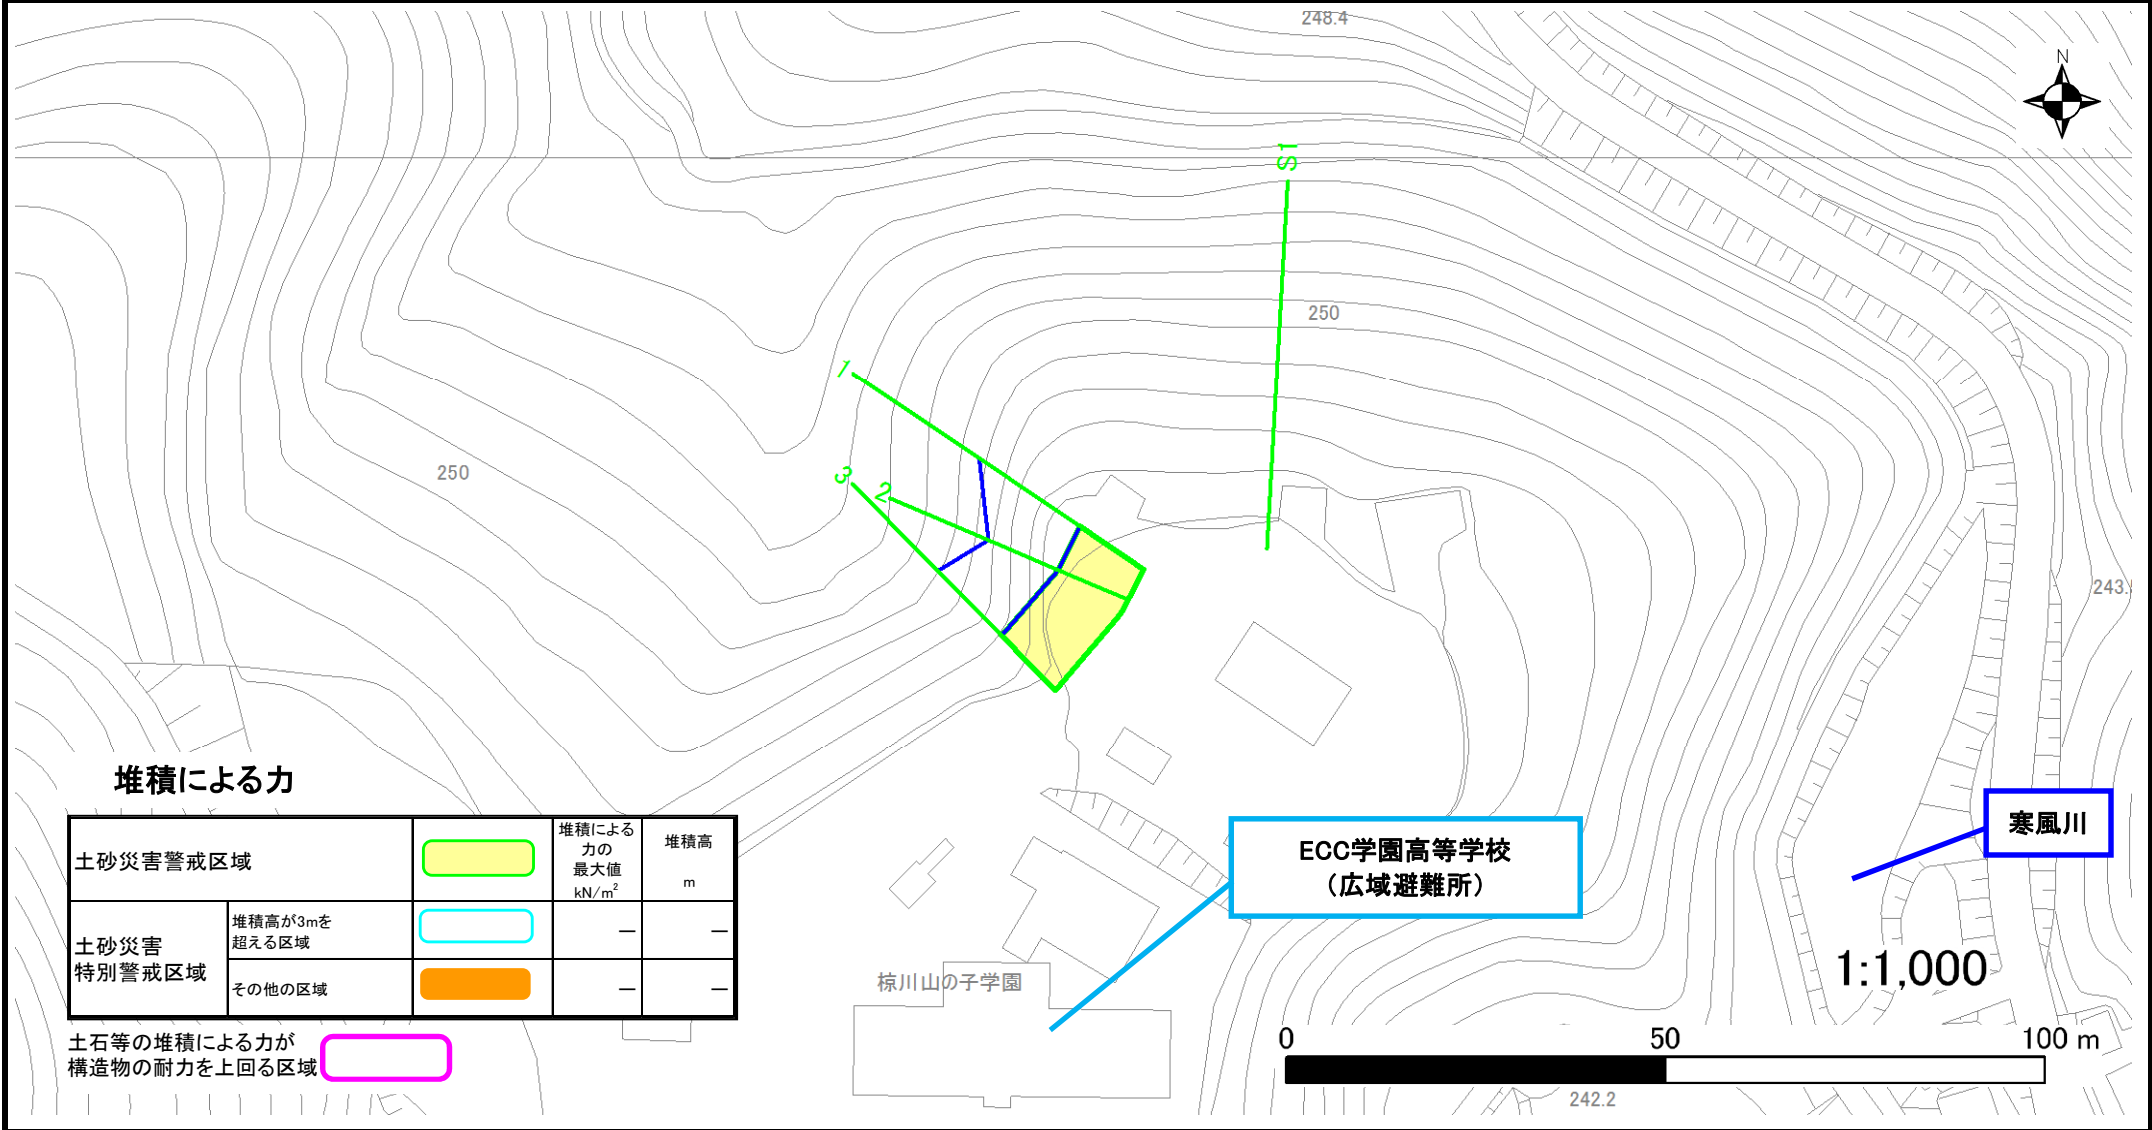 248.4
N
S1
250
1
250
3
2
243.
堆積による力
土砂災害警戒区域
堆積による
力の
最大値
kN/m²
堆積高
m
土砂災害
特別警戒区域
堆積高が3mを
超える区域
—
—
その他の区域
—
—
土石等の堆積による力が
構造物の耐力を上回る区域
ECC学園高等学校
（広域避難所）
寒風川
椋川山の子学園
1:1,000
0
50
100 m
242.2